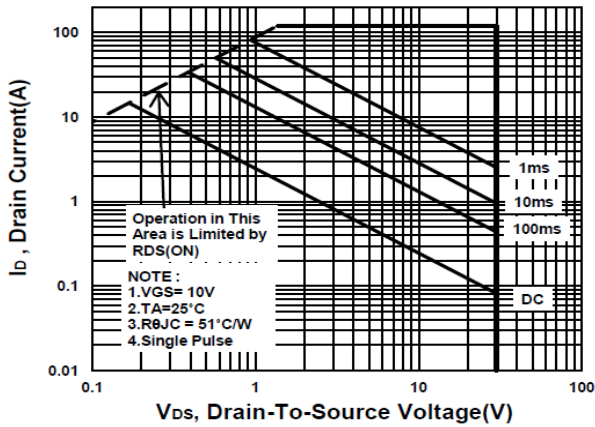 100
10
1
0.1
0.01
ID , Drain Current(A)
1ms
10ms
100ms
DC
Operation in This
Area is Limited by
RDS(ON)
NOTE :
1.VGS= 10V
2.TA=25°C
3.RθJC = 51°C/W
4.Single Pulse
0.1
1
10
100
VDS, Drain-To-Source Voltage(V)